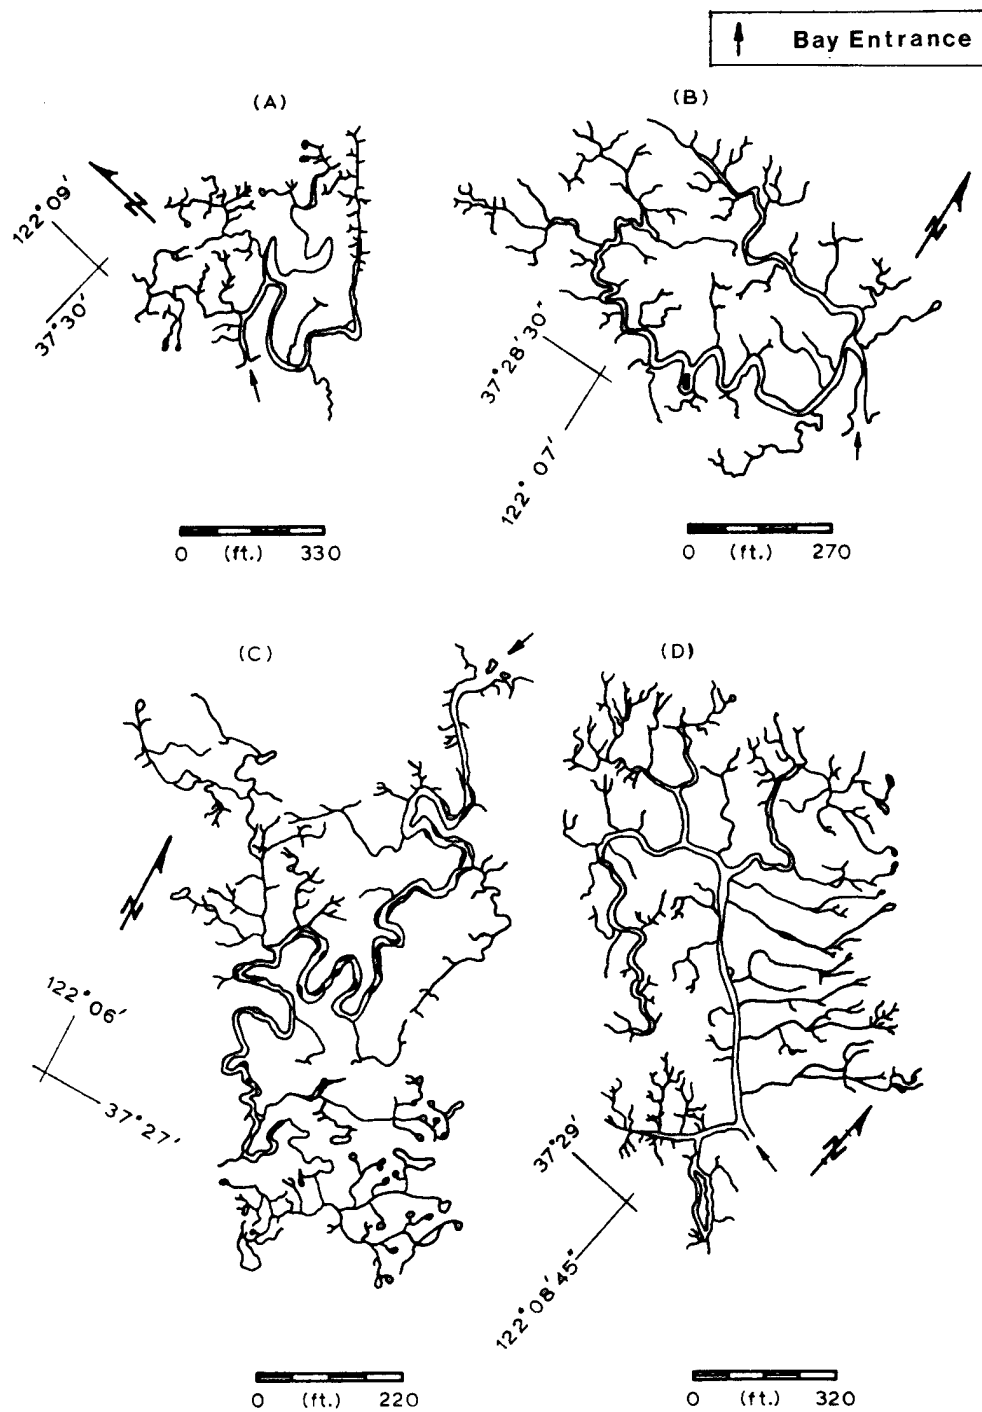 Bay Entrance
(A)
(B)
N
122°09'
37°30'
N
37°28'30"
122°07'
0 (ft.) 330
0 (ft.) 270
(C)
(D)
N
122°06'
37°27'
N
37°29'
122°08'45"
0 (ft.) 220
0 (ft.) 320